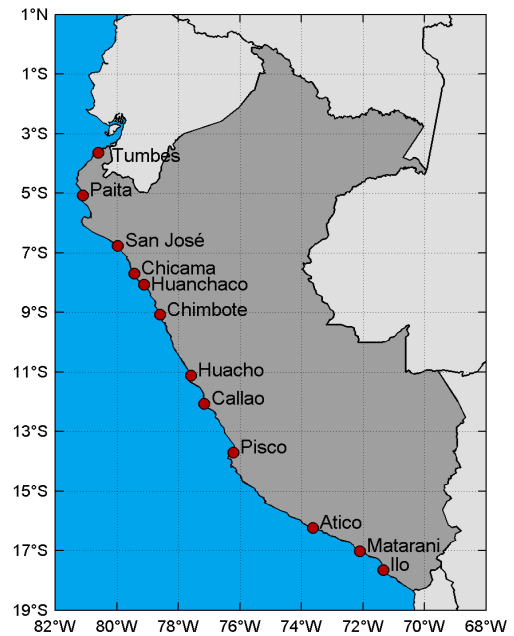 1°N
1°S
3°S
5°S
7°S
9°S
11°S
13°S
15°S
17°S
19°S
82°W 80°W 78°W 76°W 74°W 72°W 70°W 68°W
Tumbes
Paita
San José
Chicama
Huanchaco
Chimbote
Huacho
Callao
Pisco
Atico
Matarani
Ilo